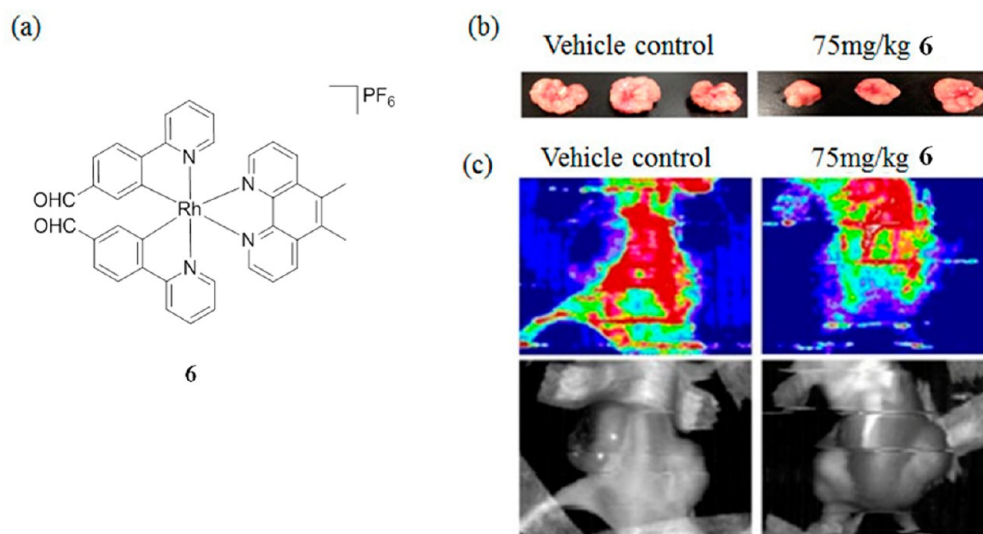 (a)
PF6
N
N
OHC
Rh
OHC
N
N
6
(b)
Vehicle control
75mg/kg 6
(c)
Vehicle control
75mg/kg 6